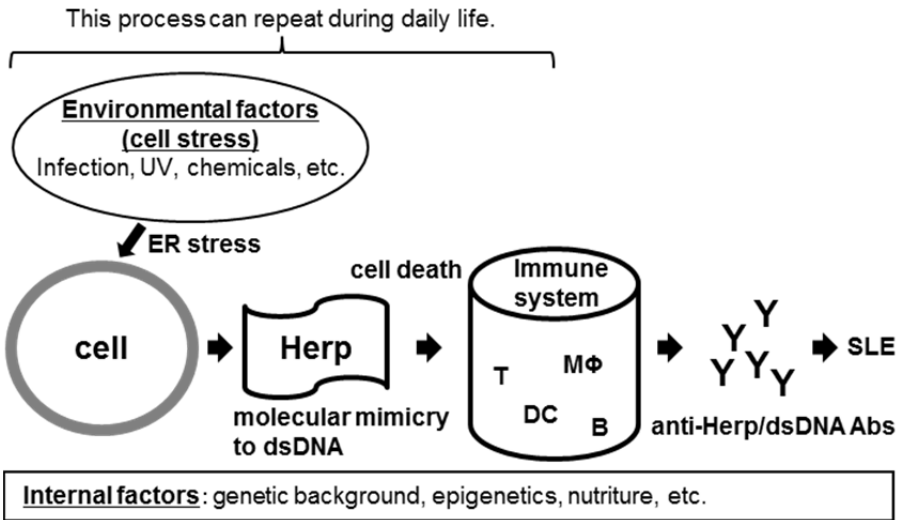 This process can repeat during daily life.
Environmental factors
(cell stress)
Infection, UV, chemicals, etc.
ER stress
cell
Herp
molecular mimicry
to dsDNA
cell death
Immune
system
T
MΦ
DC
B
Y
Y
Y
Y
Y
anti-Herp/dsDNA Abs
SLE
Internal factors: genetic background, epigenetics, nutriture, etc.